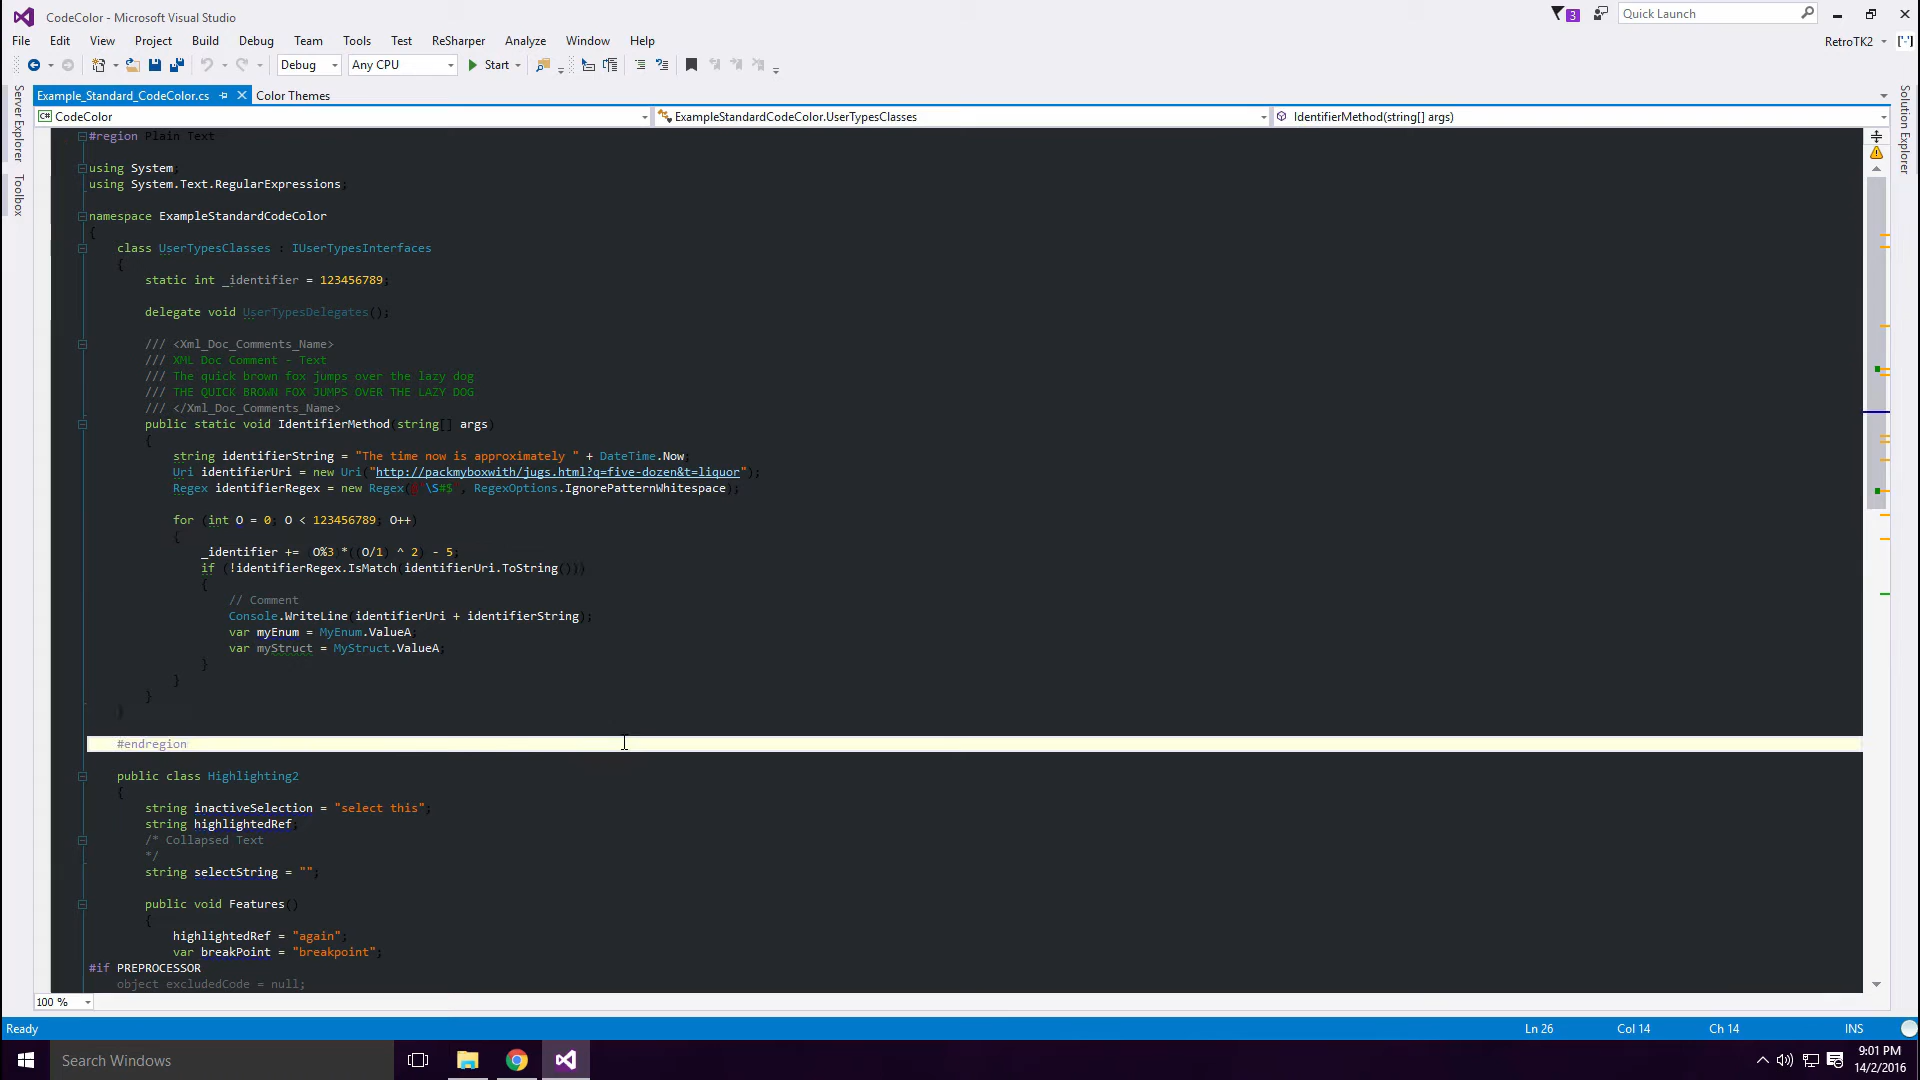 CodeColor - Microsoft Visual Studio
3
Quick Launch
File Edit View Project Build Debug Team Tools Test ReSharper Analyze Window Help
RetroTK2
Debug Any CPU Start
Example_Standard_CodeColor.cs Color Themes
CodeColor ExampleStandardCodeColor.UserTypesClasses IdentifierMethod(string[] args)
Server Explorer
Toolbox
Solution Explorer
#region Plain Text
using System;
using System.Text.RegularExpressions;
namespace ExampleStandardCodeColor
{
class UserTypesClasses : IUserTypesInterfaces
{
static int _identifier = 123456789;
delegate void UserTypesDelegates();
/// <Xml_Doc_Comments_Name>
/// XML Doc Comment - Text
/// The quick brown fox jumps over the lazy dog
/// THE QUICK BROWN FOX JUMPS OVER THE LAZY DOG
/// </Xml_Doc_Comments_Name>
public static void IdentifierMethod(string[] args)
{
string identifierString = "The time now is approximately " + DateTime.Now;
Uri identifierUri = new Uri("http://packmyboxwith/jugs.html?q=five-dozen&t=liquor");
Regex identifierRegex = new Regex(@"\S#$", RegexOptions.IgnorePatternWhitespace);
for (int O = 0; O < 123456789; O++)
{
_identifier += (O%3)*((O/1) ^ 2) - 5;
if (!identifierRegex.IsMatch(identifierUri.ToString()))
{
// Comment
Console.WriteLine(identifierUri + identifierString);
var myEnum = MyEnum.ValueA;
var myStruct = MyStruct.ValueA;
}
}
}
}
#endregion
public class Highlighting2
{
string inactiveSelection = "select this";
string highlightedRef;
/* Collapsed Text
*/
string selectString = "";
public void Features()
{
highlightedRef = "again";
var breakPoint = "breakpoint";
#if PREPROCESSOR
object excludedCode = null;
100 %
Ready Ln 26 Col 14 Ch 14 INS
Search Windows
9:01 PM
14/2/2016